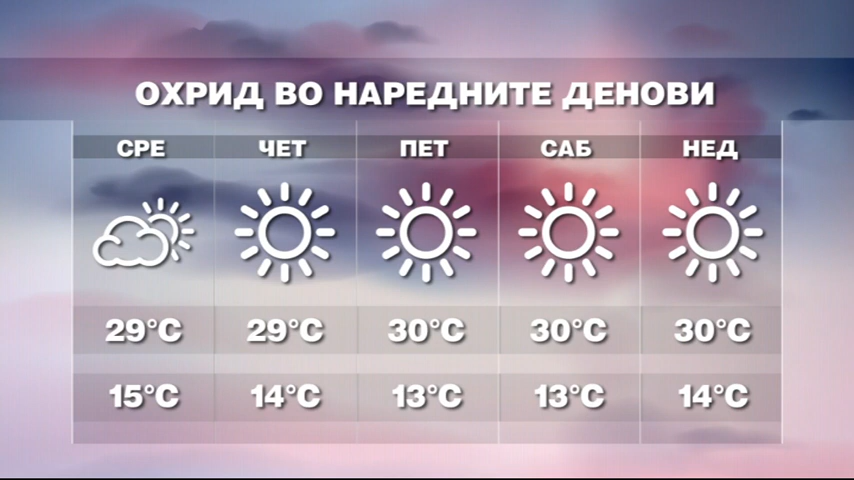 ОХРИД ВО НАРЕДНИТЕ ДЕНОВИ
СРЕ ЧЕТ ПЕТ САБ НЕД
29°C 29°C 30°C 30°C 30°C
15°C 14°C 13°C 13°C 14°C